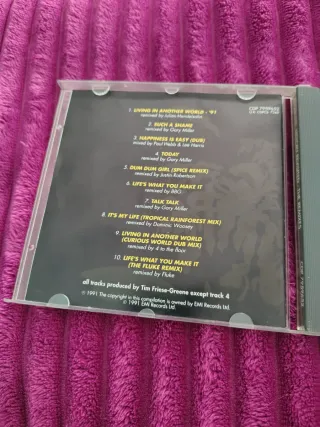 1. LIVING IN ANOTHER WORLD - '91
remixed by Julian Mendelsohn
2. SUCH A SHAME
remixed by Gary Miller
3. HAPPINESS IS EASY (DUB)
mixed by Paul Webb & Lee Harris
4. TODAY
remixed by Gary Miller
5. DUM DUM GIRL (SPICE REMIX)
remixed by Justin Robertson
6. LIFE'S WHAT YOU MAKE IT
remixed by BBG
7. TALK TALK
remixed by Gary Miller
8. IT'S MY LIFE (TROPICAL RAINFOREST MIX)
remixed by Dominic Woosey
9. LIVING IN ANOTHER WORLD
(CURIOUS WORLD DUB MIX)
remixed by 4 to the floor
10. LIFE'S WHAT YOU MAKE IT
(THE FLUKE REMIX)
remixed by Fluke
all tracks produced by Tim Friese-Greene except track 4
℗ 1991 The copyright in this compilation is owned by EMI Records Ltd.
© 1991 EMI Records Ltd.